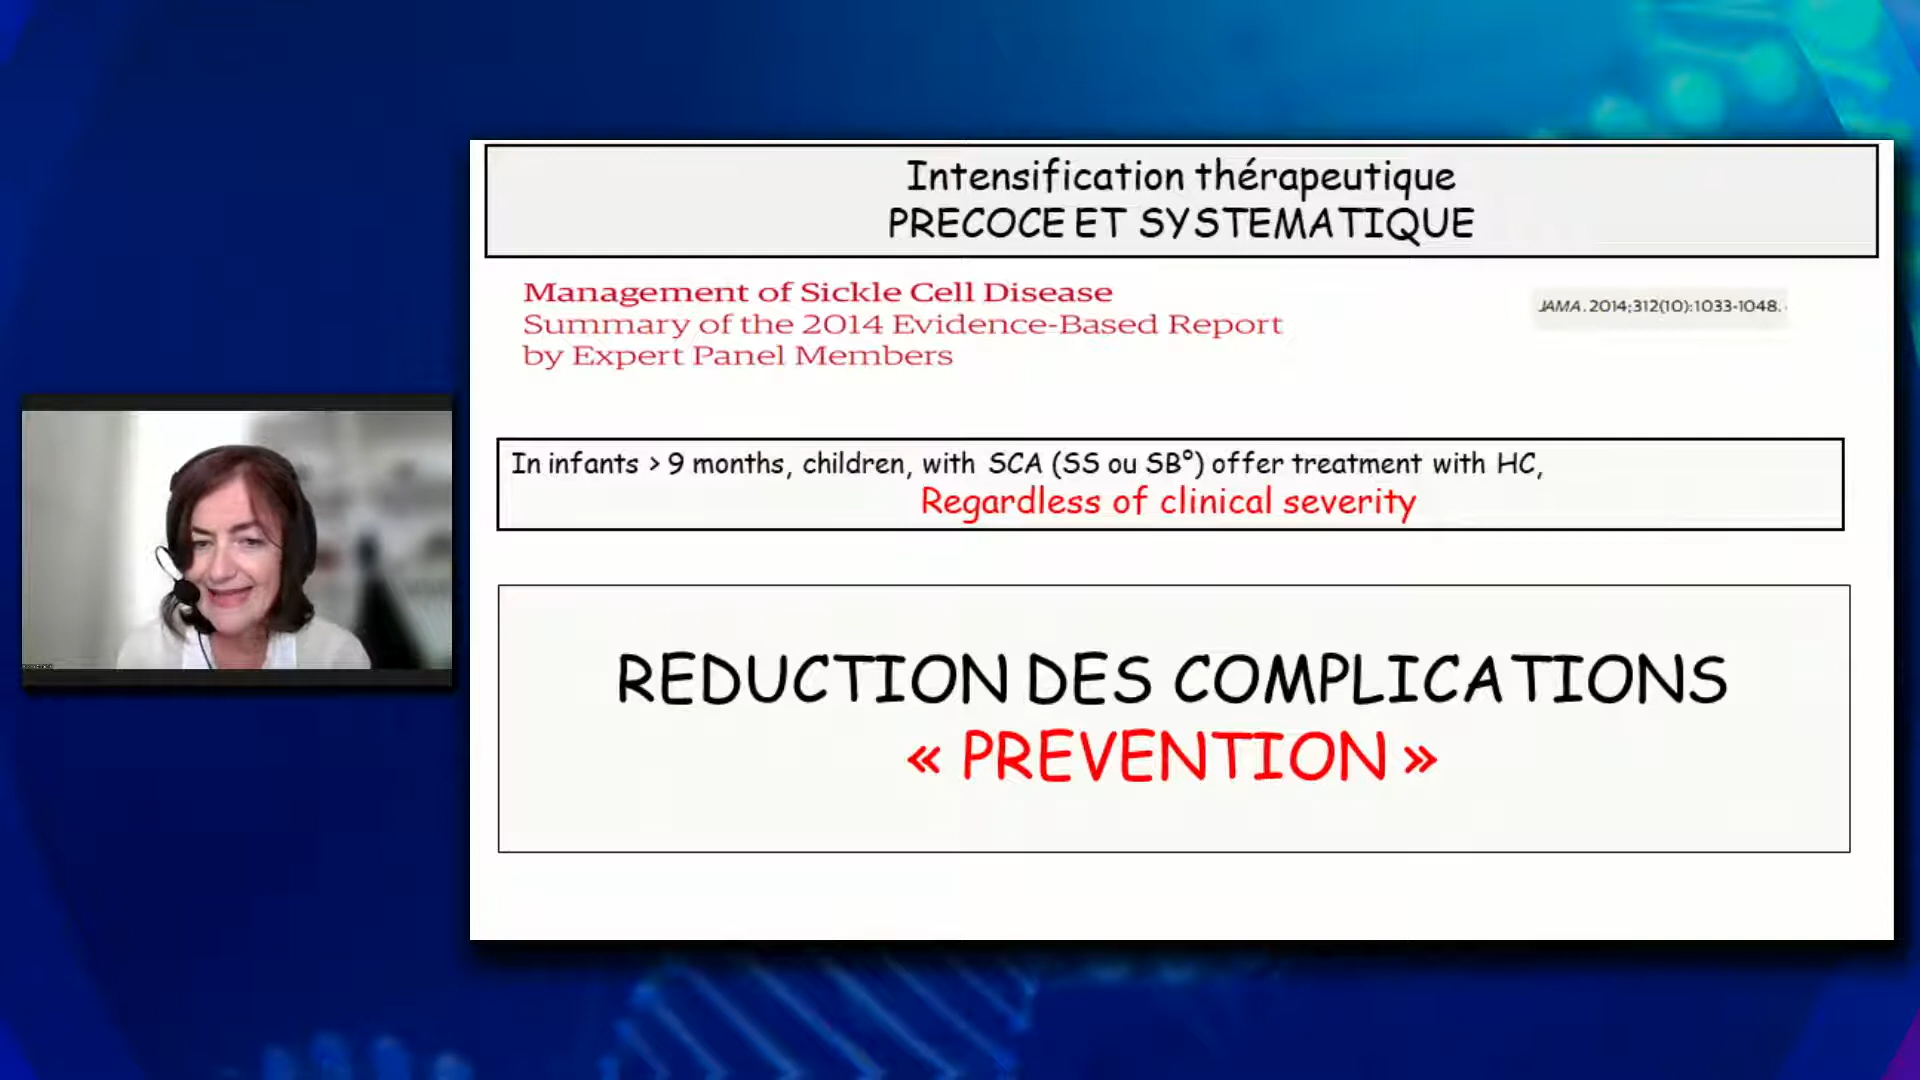 Intensification thérapeutique
PRECOCE ET SYSTEMATIQUE
Management of Sickle Cell Disease
Summary of the 2014 Evidence-Based Report
by Expert Panel Members
JAMA. 2014;312(10):1033-1048.
In infants > 9 months, children, with SCA (SS ou SB°) offer treatment with HC,
Regardless of clinical severity
REDUCTION DES COMPLICATIONS
« PREVENTION »